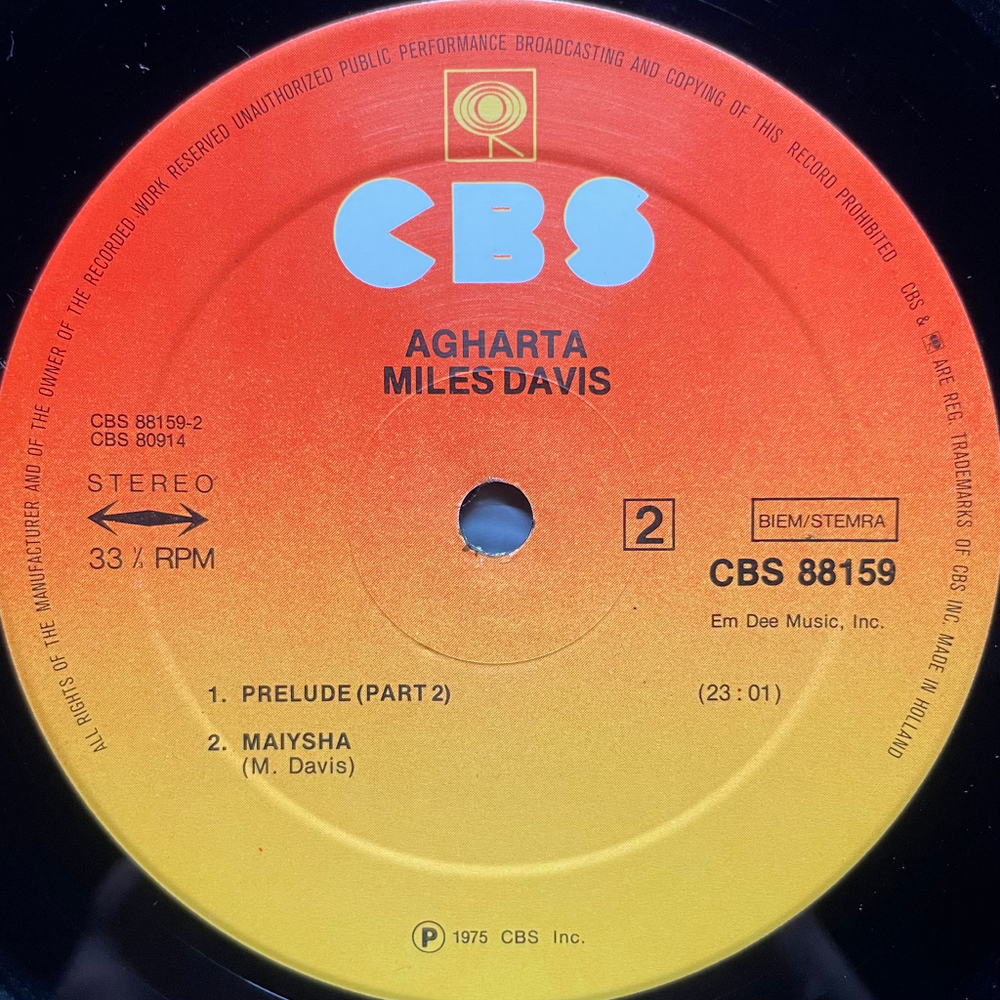 ALL RIGHTS OF THE MANUFACTURER AND OF THE OWNER OF THE RECORDED WORK RESERVED UNAUTHORIZED PUBLIC PERFORMANCE BROADCASTING AND COPYING OF THIS RECORD PROHIBITED · CBS & ARE REG. TRADEMARKS OF CBS INC. MADE IN HOLLAND
CBS
AGHARTA
MILES DAVIS
CBS 88159-2
CBS 80914
STEREO
33 ⅓ RPM
2
BIEM/STEMRA
CBS 88159
Em Dee Music, Inc.
1. PRELUDE (PART 2) (23:01)
2. MAIYSHA
(M. Davis)
Ⓟ 1975 CBS Inc.